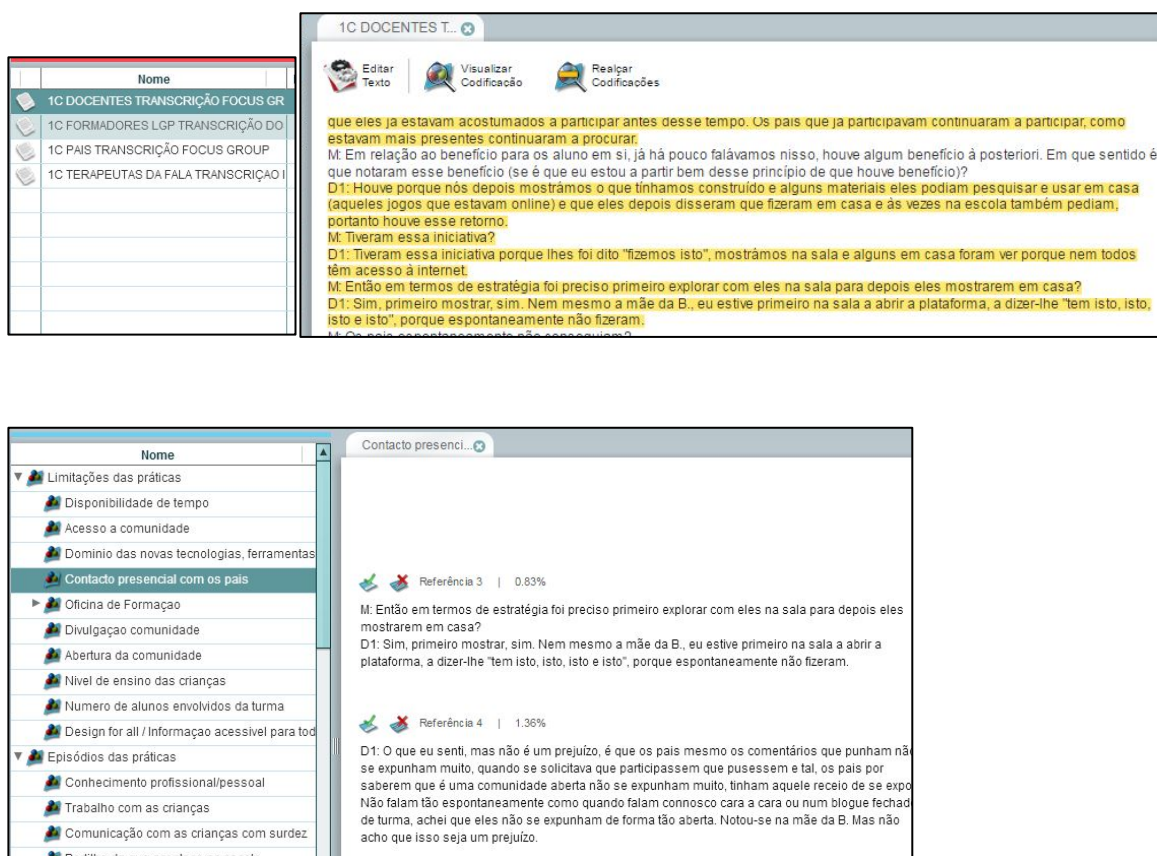 1C DOCENTES T...
Nome
1C DOCENTES TRANSCRIÇÃO FOCUS GR
1C FORMADORES LGP TRANSCRIÇÃO DO
1C PAIS TRANSCRIÇÃO FOCUS GROUP
1C TERAPEUTAS DA FALA TRANSCRIÇAO I
Editar
Texto
Visualizar
Codificação
Realçar
Codificações
que eles já estavam acostumados a participar antes desse tempo. Os pais que já participavam continuaram a participar, como
estavam mais presentes continuaram a procurar.
M: Em relação ao benefício para os aluno em si, já há pouco falávamos nisso, houve algum benefício à posteriori. Em que sentido é
que notaram esse benefício (se é que eu estou a partir bem desse princípio de que houve benefício)?
D1: Houve porque nós depois mostrámos o que tínhamos construído e alguns materiais eles podiam pesquisar e usar em casa
(aqueles jogos que estavam online) e que eles depois disseram que fizeram em casa e às vezes na escola também pediam,
portanto houve esse retorno.
M: Tiveram essa iniciativa?
D1: Tiveram essa iniciativa porque lhes foi dito "fizemos isto", mostrámos na sala e alguns em casa foram ver porque nem todos
têm acesso à internet.
M: Então em termos de estratégia foi preciso primeiro explorar com eles na sala para depois eles mostrarem em casa?
D1: Sim, primeiro mostrar, sim. Nem mesmo a mãe da B., eu estive primeiro na sala a abrir a plataforma, a dizer-lhe "tem isto, isto,
isto e isto", porque espontaneamente não fizeram.
M: Os pais espontaneamente não conseguiam?
Nome
Limitações das práticas
Disponibilidade de tempo
Acesso a comunidade
Dominio das novas tecnologias, ferramentas
Contacto presencial com os pais
Oficina de Formaçao
Divulgaçao comunidade
Abertura da comunidade
Nivel de ensino das crianças
Numero de alunos envolvidos da turma
Design for all / Informaçao acessivel para tod
Episódios das práticas
Conhecimento profissional/pessoal
Trabalho com as crianças
Comunicação com as crianças com surdez
Contacto presenci...
Referência 3 | 0.83%
M: Então em termos de estratégia foi preciso primeiro explorar com eles na sala para depois eles
mostrarem em casa?
D1: Sim, primeiro mostrar, sim. Nem mesmo a mãe da B., eu estive primeiro na sala a abrir a
plataforma, a dizer-lhe "tem isto, isto, isto e isto", porque espontaneamente não fizeram.
Referência 4 | 1.36%
D1: O que eu senti, mas não é um prejuízo, é que os pais mesmo os comentários que punham nã
se expunham muito, quando se solicitava que participassem que pusessem e tal, os pais por
saberem que é uma comunidade aberta não se expunham muito, tinham aquele receio de se expo
Não falam tão espontaneamente como quando falam connosco cara a cara ou num blogue fechad
de turma, achei que eles não se expunham de forma tão aberta. Notou-se na mãe da B. Mas não
acho que isso seja um prejuízo.